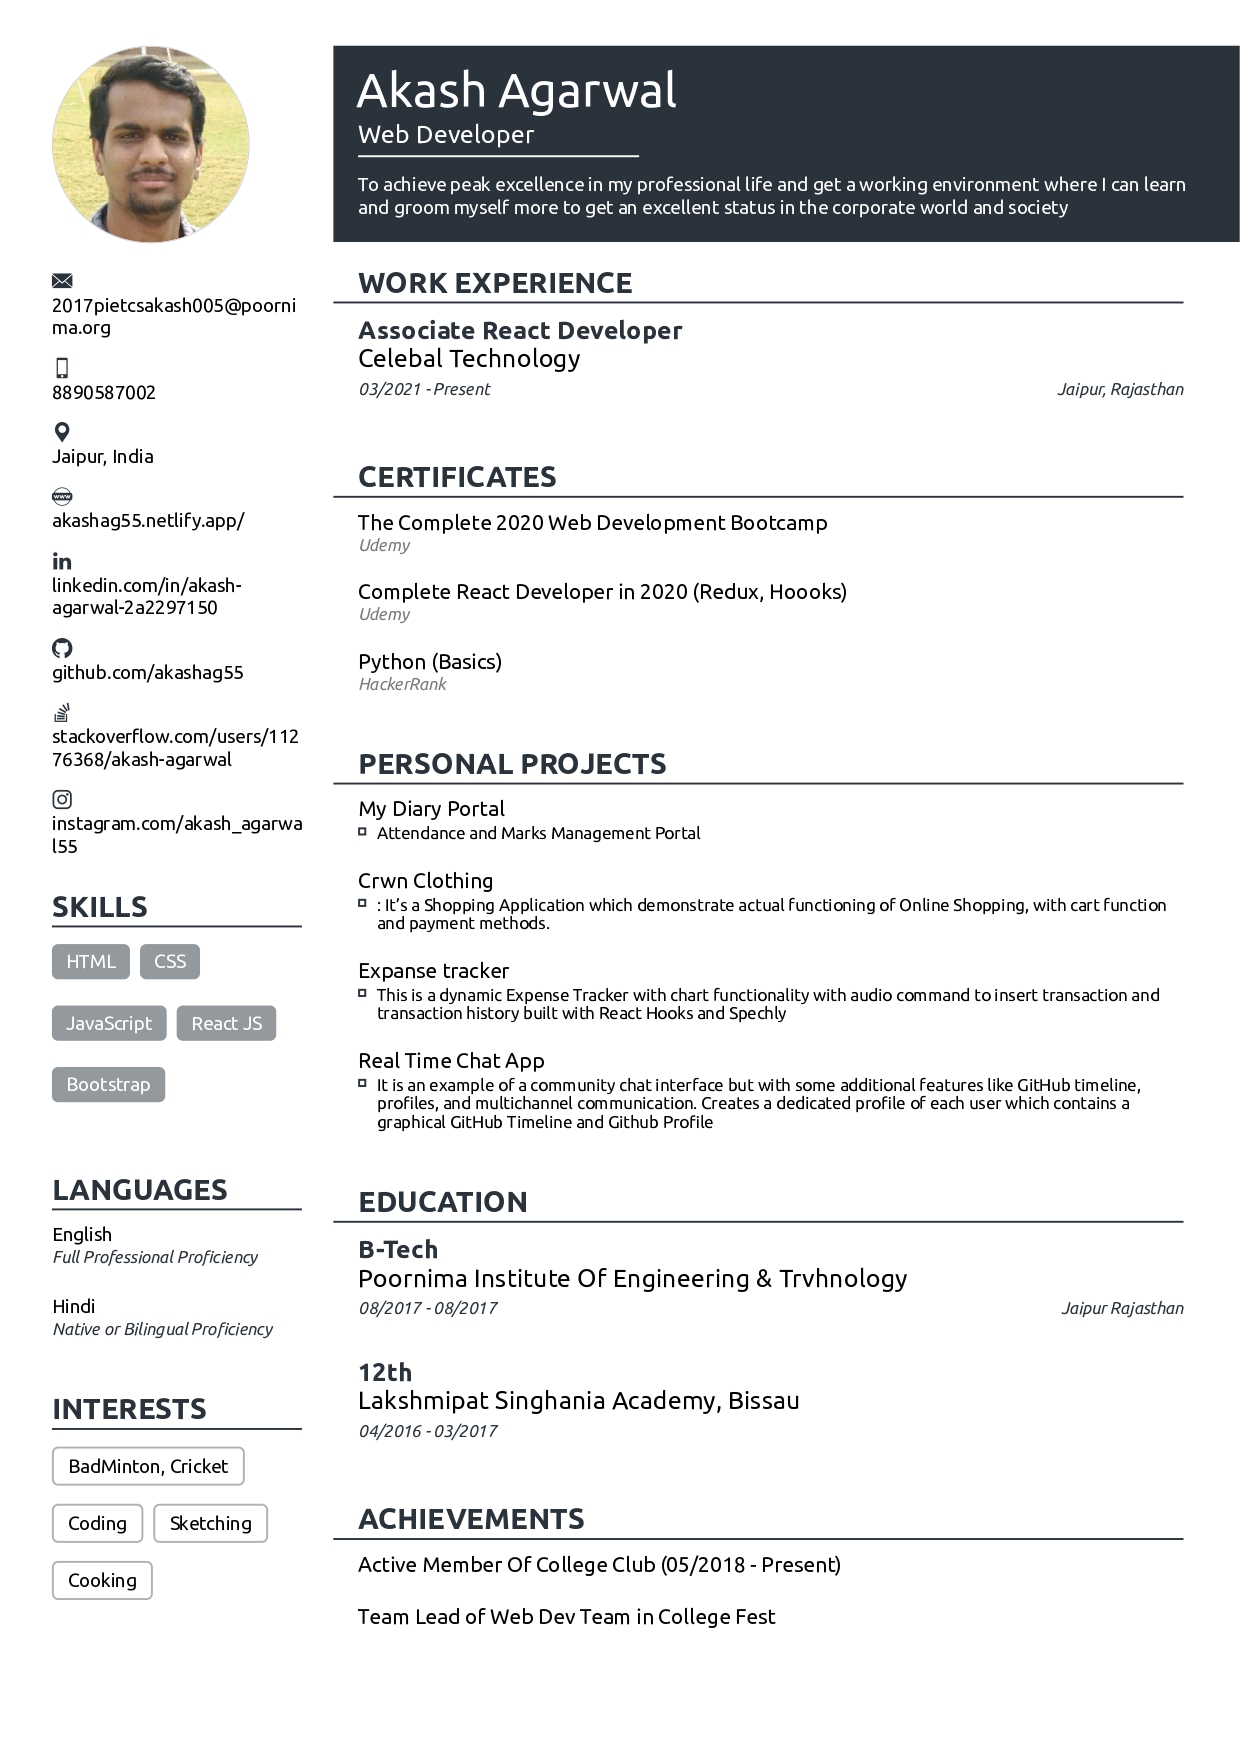 Akash Agarwal
Web Developer
To achieve peak excellence in my professional life and get a working environment where I can learn
and groom myself more to get an excellent status in the corporate world and society
2017pietcsakash005@poorni
ma.org
8890587002
Jaipur, India
www
akashag55.netlify.app/
in
linkedin.com/in/akash-
agarwal-2a2297150
github.com/akashag55
stackoverflow.com/users/112
76368/akash-agarwal
instagram.com/akash_agarwa
l55
SKILLS
HTML CSS
JavaScript React JS
Bootstrap
LANGUAGES
English
Full Professional Proficiency
Hindi
Native or Bilingual Proficiency
INTERESTS
BadMinton, Cricket
Coding Sketching
Cooking
WORK EXPERIENCE
Associate React Developer
Celebal Technology
03/2021 - Present Jaipur, Rajasthan
CERTIFICATES
The Complete 2020 Web Development Bootcamp
Udemy
Complete React Developer in 2020 (Redux, Hoooks)
Udemy
Python (Basics)
HackerRank
PERSONAL PROJECTS
My Diary Portal
Attendance and Marks Management Portal
Crwn Clothing
: It’s a Shopping Application which demonstrate actual functioning of Online Shopping, with cart function
and payment methods.
Expanse tracker
This is a dynamic Expense Tracker with chart functionality with audio command to insert transaction and
transaction history built with React Hooks and Spechly
Real Time Chat App
It is an example of a community chat interface but with some additional features like GitHub timeline,
profiles, and multichannel communication. Creates a dedicated profile of each user which contains a
graphical GitHub Timeline and Github Profile
EDUCATION
B-Tech
Poornima Institute Of Engineering & Trvhnology
08/2017 - 08/2017 Jaipur Rajasthan
12th
Lakshmipat Singhania Academy, Bissau
04/2016 - 03/2017
ACHIEVEMENTS
Active Member Of College Club (05/2018 - Present)
Team Lead of Web Dev Team in College Fest